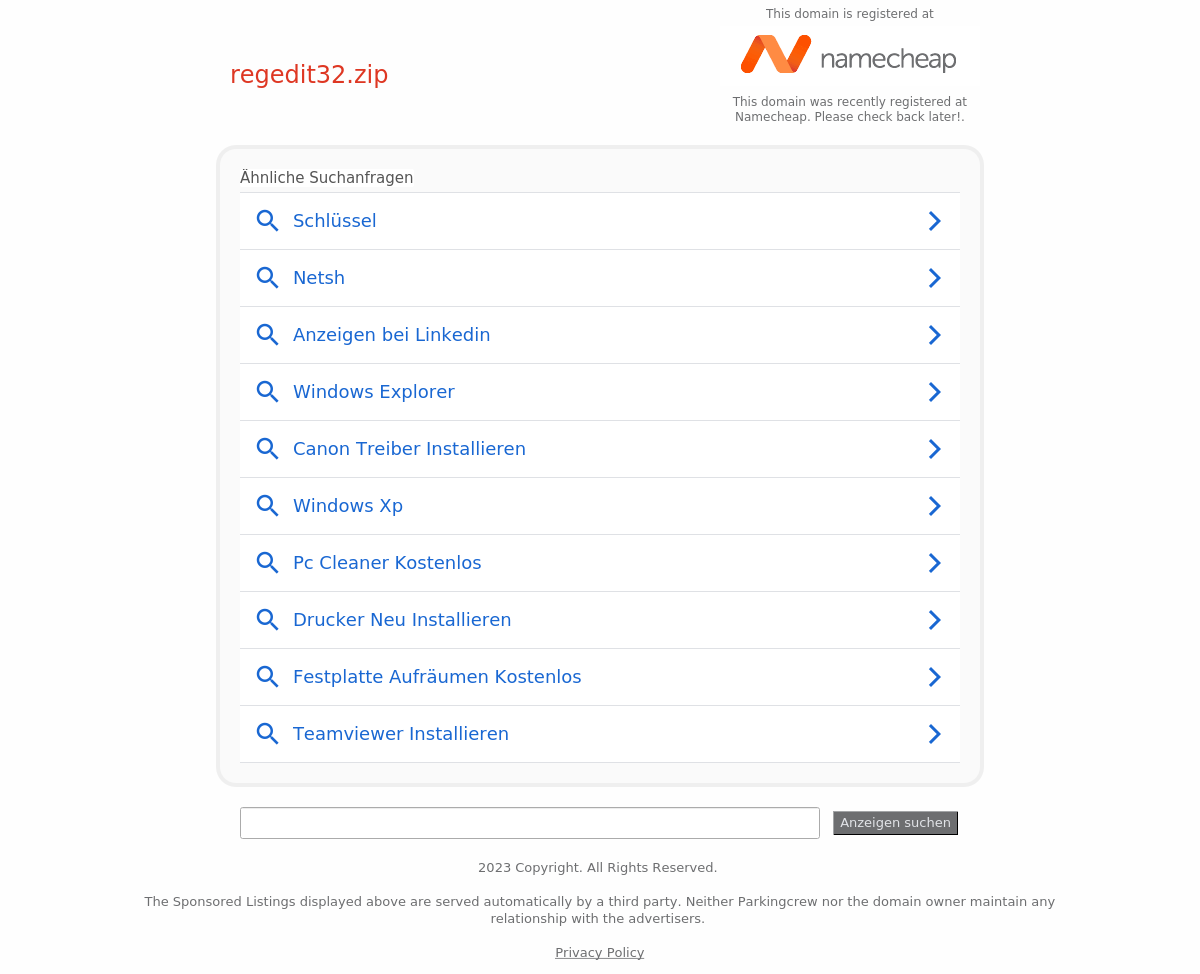 This domain is registered at
namecheap
regedit32.zip
This domain was recently registered at
Namecheap. Please check back later!.
Ähnliche Suchanfragen
Schlüssel
Netsh
Anzeigen bei Linkedin
Windows Explorer
Canon Treiber Installieren
Windows Xp
Pc Cleaner Kostenlos
Drucker Neu Installieren
Festplatte Aufräumen Kostenlos
Teamviewer Installieren
Anzeigen suchen
2023 Copyright. All Rights Reserved.
The Sponsored Listings displayed above are served automatically by a third party. Neither Parkingcrew nor the domain owner maintain any
relationship with the advertisers.
Privacy Policy